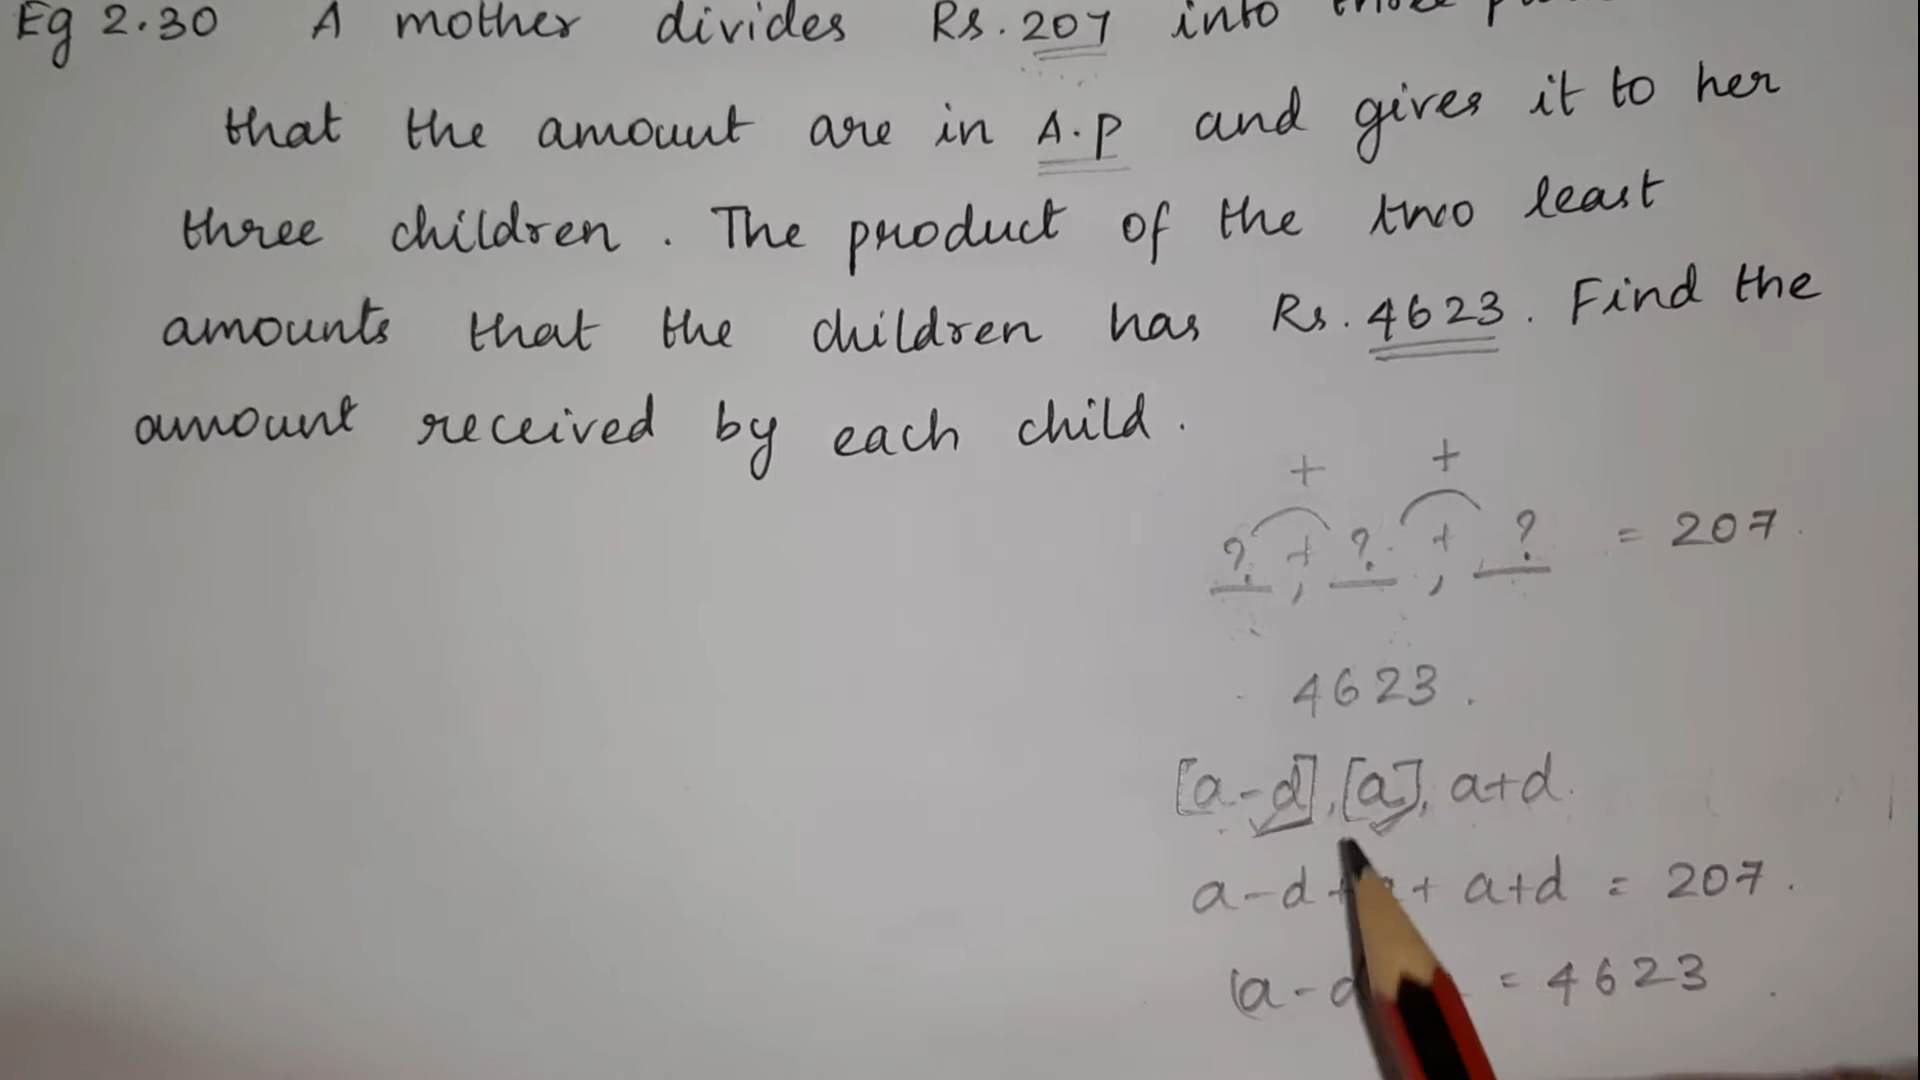 Eg 2.30 A mother divides Rs. 207 into
that the amount are in A.P and gives it to her
three children. The product of the two least
amounts that the children has Rs. 4623. Find the
amount received by each child.
+ +
? + ? + ? = 207.
, ,
4623.
[a-d], [a], a+d.
a-d + + a+d = 207.
(a-d = 4623